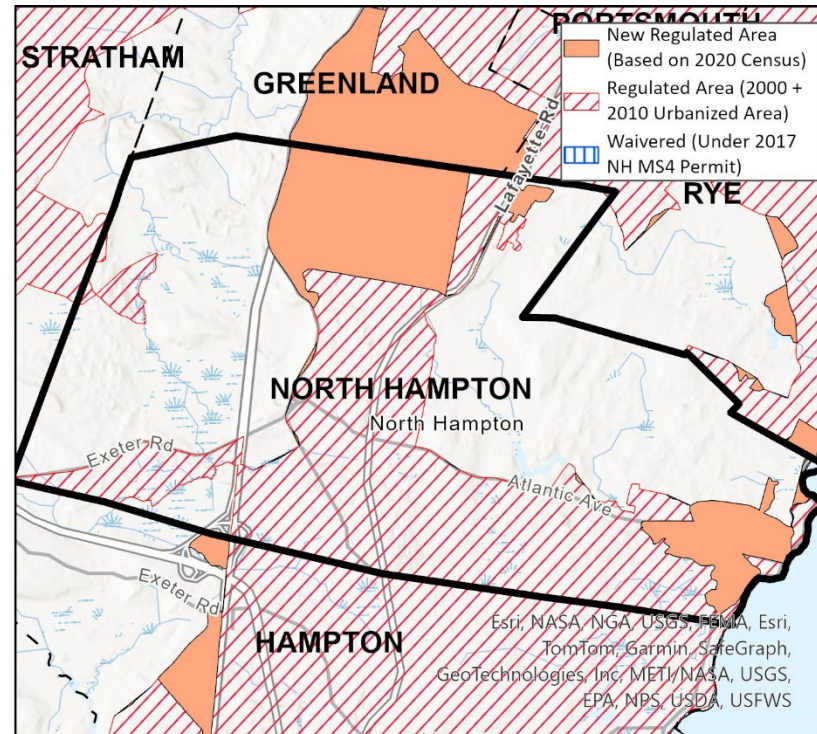 PORTSMOUTH
STRATHAM
GREENLAND
Lafayette Rd
New Regulated Area
(Based on 2020 Census)
Regulated Area (2000 +
2010 Urbanized Area)
Waivered (Under 2017
NH MS4 Permit)
RYE
NORTH HAMPTON
North Hampton
Exeter Rd
Atlantic Ave
Exeter Rd
HAMPTON
Esri, NASA, NGA, USGS, FEMA, Esri,
TomTom, Garmin, SafeGraph,
GeoTechnologies, Inc, METI/NASA, USGS,
EPA, NPS, USDA, USFWS